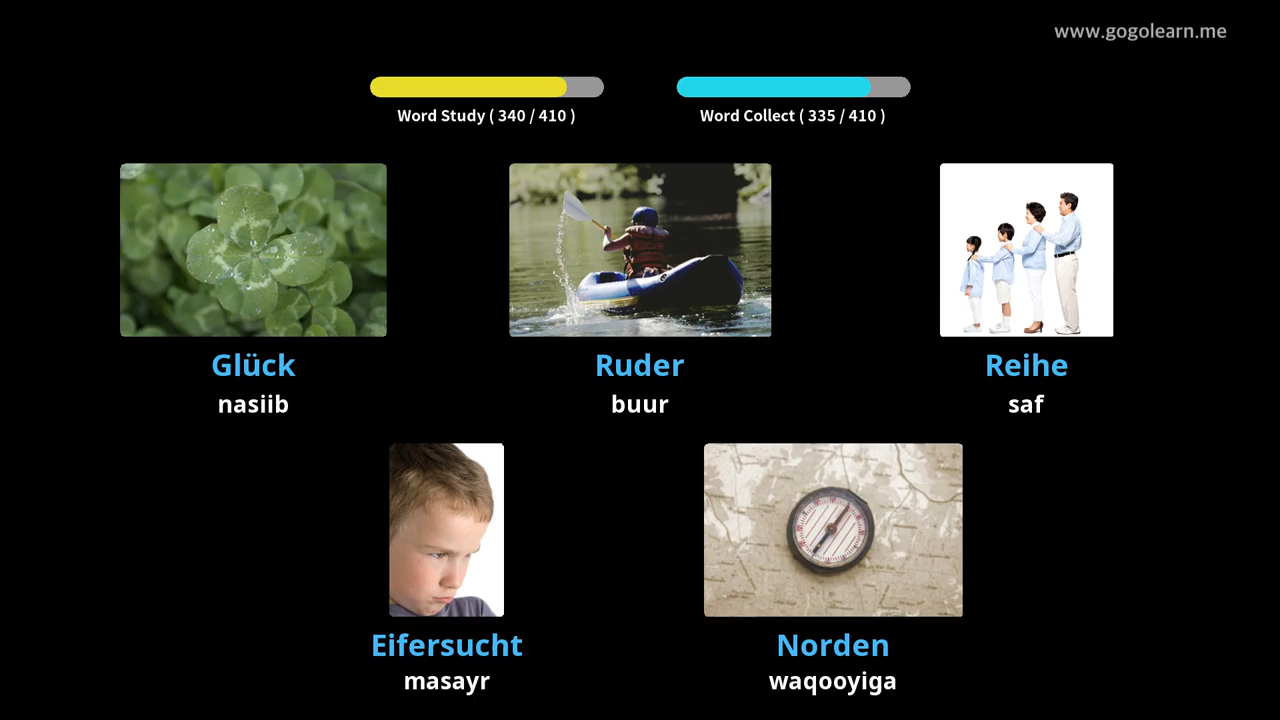 www.gogolearn.me
Word Study ( 340 / 410 )
Word Collect ( 335 / 410 )
Glück
nasiib
Ruder
buur
Reihe
saf
Eifersucht
masayr
Norden
waqooyiga